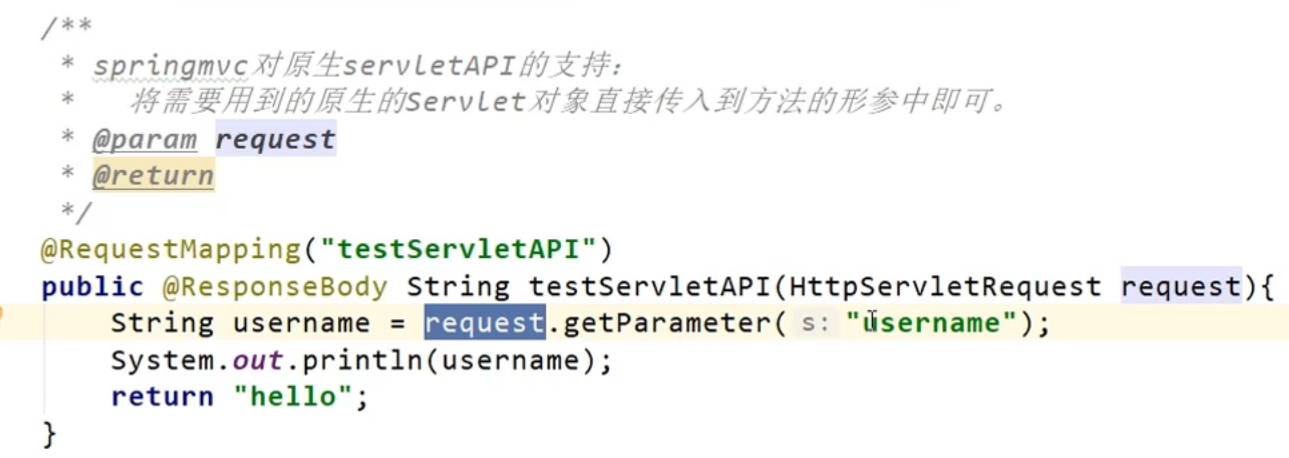 /**
 * springmvc对原生servletAPI的支持：
 *   将需要用到的原生的Servlet对象直接传入到方法的形参中即可。
 * @param request
 * @return
 */
@RequestMapping("testServletAPI")
public @ResponseBody String testServletAPI(HttpServletRequest request){
    String username = request.getParameter( s: "username");
    System.out.println(username);
    return "hello";
}